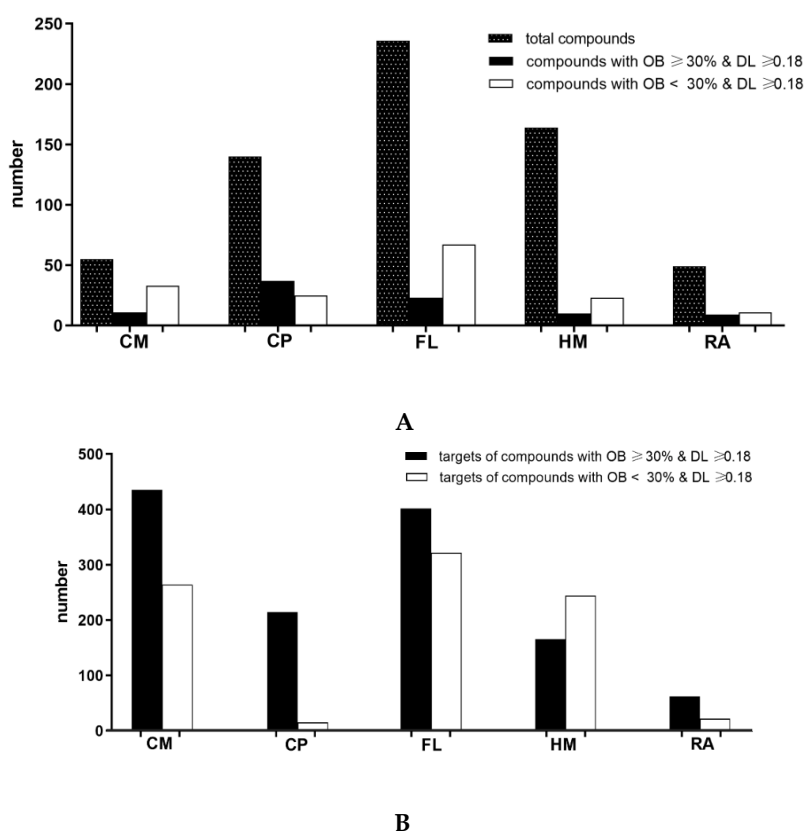 250
200
150
100
50
0
number
total compounds
compounds with OB ≥ 30% & DL ≥0.18
compounds with OB < 30% & DL ≥0.18
CM CP FL HM RA
A
500
400
300
200
100
0
number
targets of compounds with OB ≥ 30% & DL ≥0.18
targets of compounds with OB < 30% & DL ≥0.18
CM CP FL HM RA
B